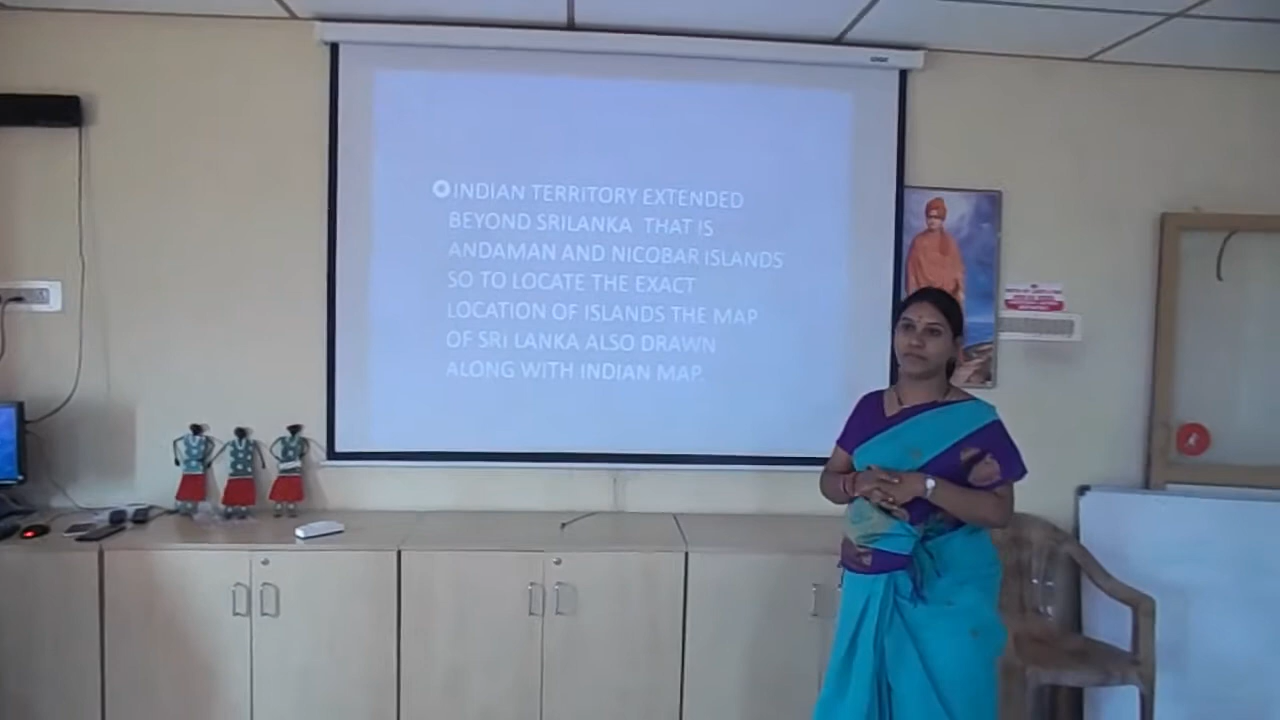 INDIAN TERRITORY EXTENDED
BEYOND SRILANKA THAT IS
ANDAMAN AND NICOBAR ISLANDS
SO TO LOCATE THE EXACT
LOCATION OF ISLANDS THE MAP
OF SRI LANKA ALSO DRAWN
ALONG WITH INDIAN MAP.